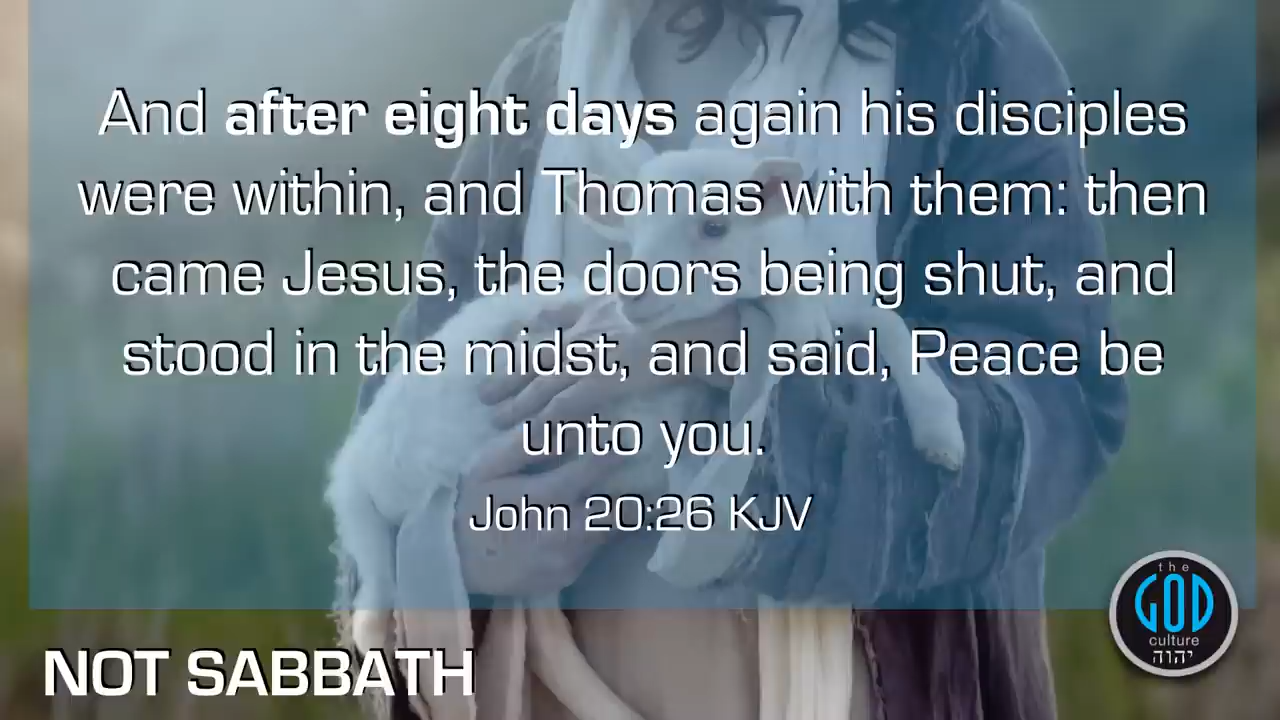 And after eight days again his disciples
were within, and Thomas with them: then
came Jesus, the doors being shut, and
stood in the midst, and said, Peace be
unto you.
John 20:26 KJV
NOT SABBATH
the
GOD
culture
יהוה